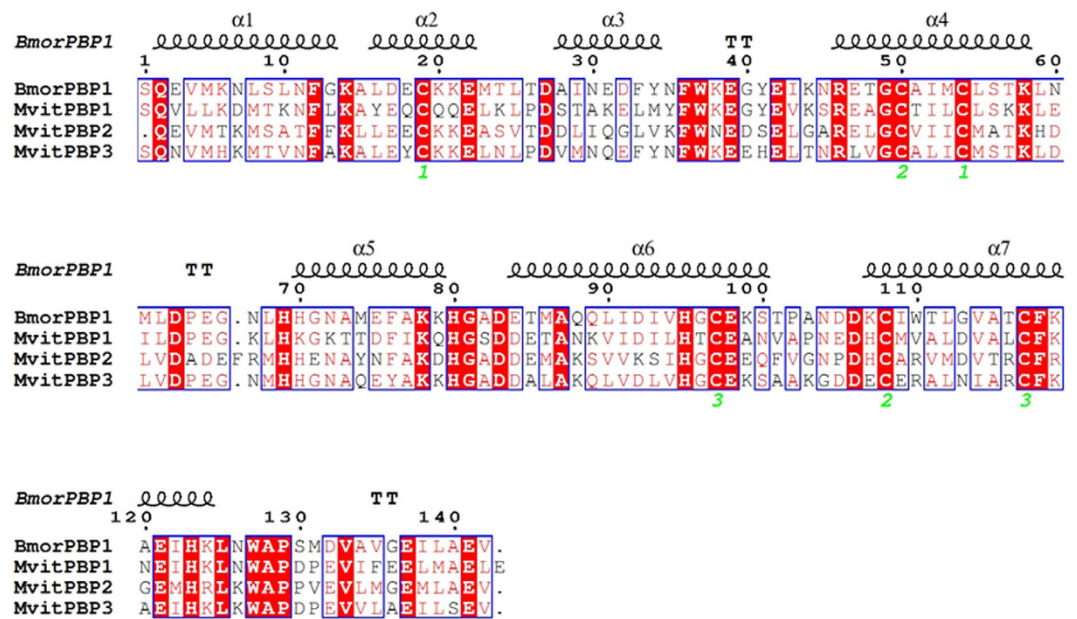 α1 α2 α3 α4
BmorPBP1 TT
1 10 20 30 40 50 60
BmorPBP1 SQEVMKNLSLNFGKALDECKKEMTLTDAINEDFYNFWKEGYEIKNRETGCAIMCLSTKLN
MvitPBP1 SQVLLKDMTKNFLKAYEQCQQELKLPDSTAKELMYFWKEGYEVKSRETGCTILCLSKKLE
MvitPBP2 .QEVMTKMSATFFKLLEECKKEASVTDDLIQGLVKFWNEDSELGARELGCVIICMATKHD
MvitPBP3 SQNVMHKMTVNFAKALEYCKKELNLPDVMNQEFYNFWKEEHELTNRLVGCALICMSTKLD
1 2 1
α5 α6 α7
BmorPBP1 TT
70 80 90 100 110
BmorPBP1 MLDPEG.NLHHGNAMEFAKKHGADETMAQQLIDIVHGCEKSTPANDDKCIWTLGVATCFK
MvitPBP1 ILDPEG.KLHKGKTTDFIKQHGSDDETANKVIDILHTCEANVAPNEDHCMVALDVALCFK
MvitPBP2 LVDADEFRMHHENAYNFAKDHGADDEMAKSVVKSIHGCEEQFVGNPDHCARVMDVTRCFR
MvitPBP3 LVDPEG.NMHHGNAQEYAKKHGADDALAKQLVDLVHGCEKSAAKGDDECERALNIARCFK
3 2 3
BmorPBP1 TT
120 130 140
BmorPBP1 AEIHKLNWAPSMDVAVGEILAEV.
MvitPBP1 NEIHKLNWAPDPEVIFEELMAELE
MvitPBP2 GEMHRLKWAPPVEVLMGEMLAEV.
MvitPBP3 AEIHKLKWAPDPEVVLAEILSEV.